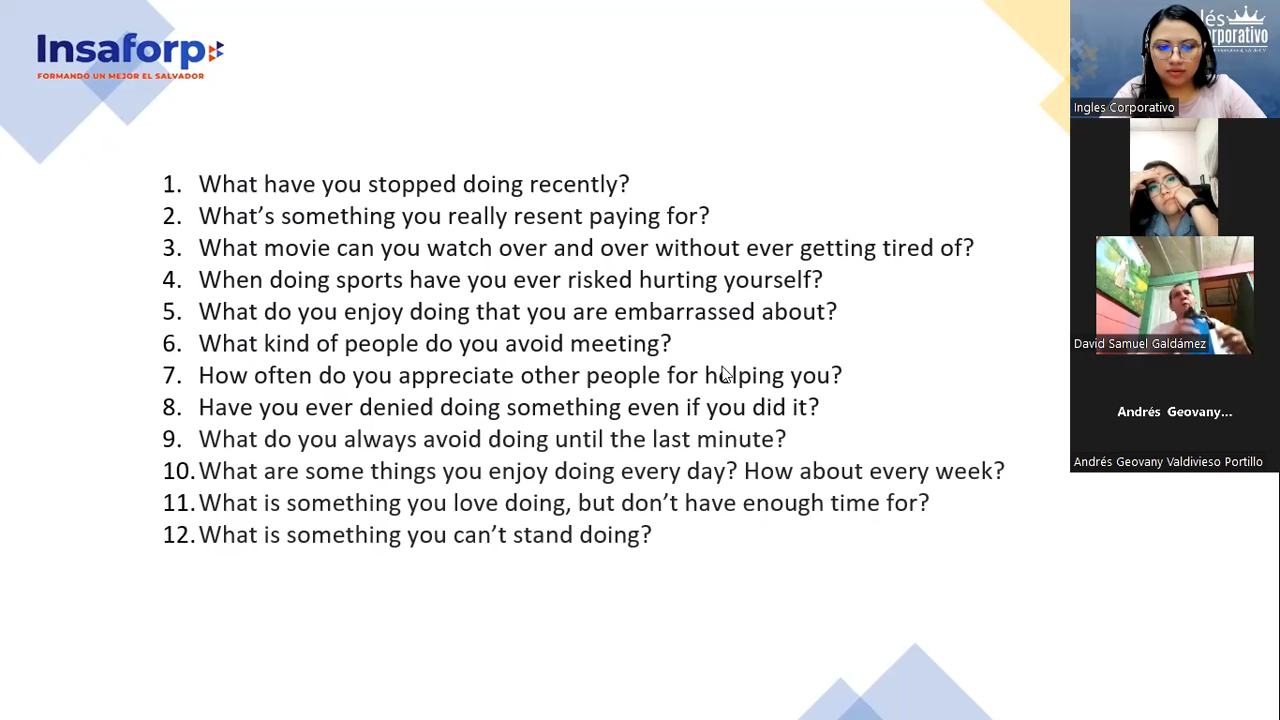 Insaforp
FORMANDO UN MEJOR EL SALVADOR
1. What have you stopped doing recently?
2. What's something you really resent paying for?
3. What movie can you watch over and over without ever getting tired of?
4. When doing sports have you ever risked hurting yourself?
5. What do you enjoy doing that you are embarrassed about?
6. What kind of people do you avoid meeting?
7. How often do you appreciate other people for helping you?
8. Have you ever denied doing something even if you did it?
9. What do you always avoid doing until the last minute?
10. What are some things you enjoy doing every day? How about every week?
11. What is something you love doing, but don't have enough time for?
12. What is something you can't stand doing?
Ingles Corporativo
David Samuel Galdámez
Andrés Geovany...
Andrés Geovany Valdivieso Portillo